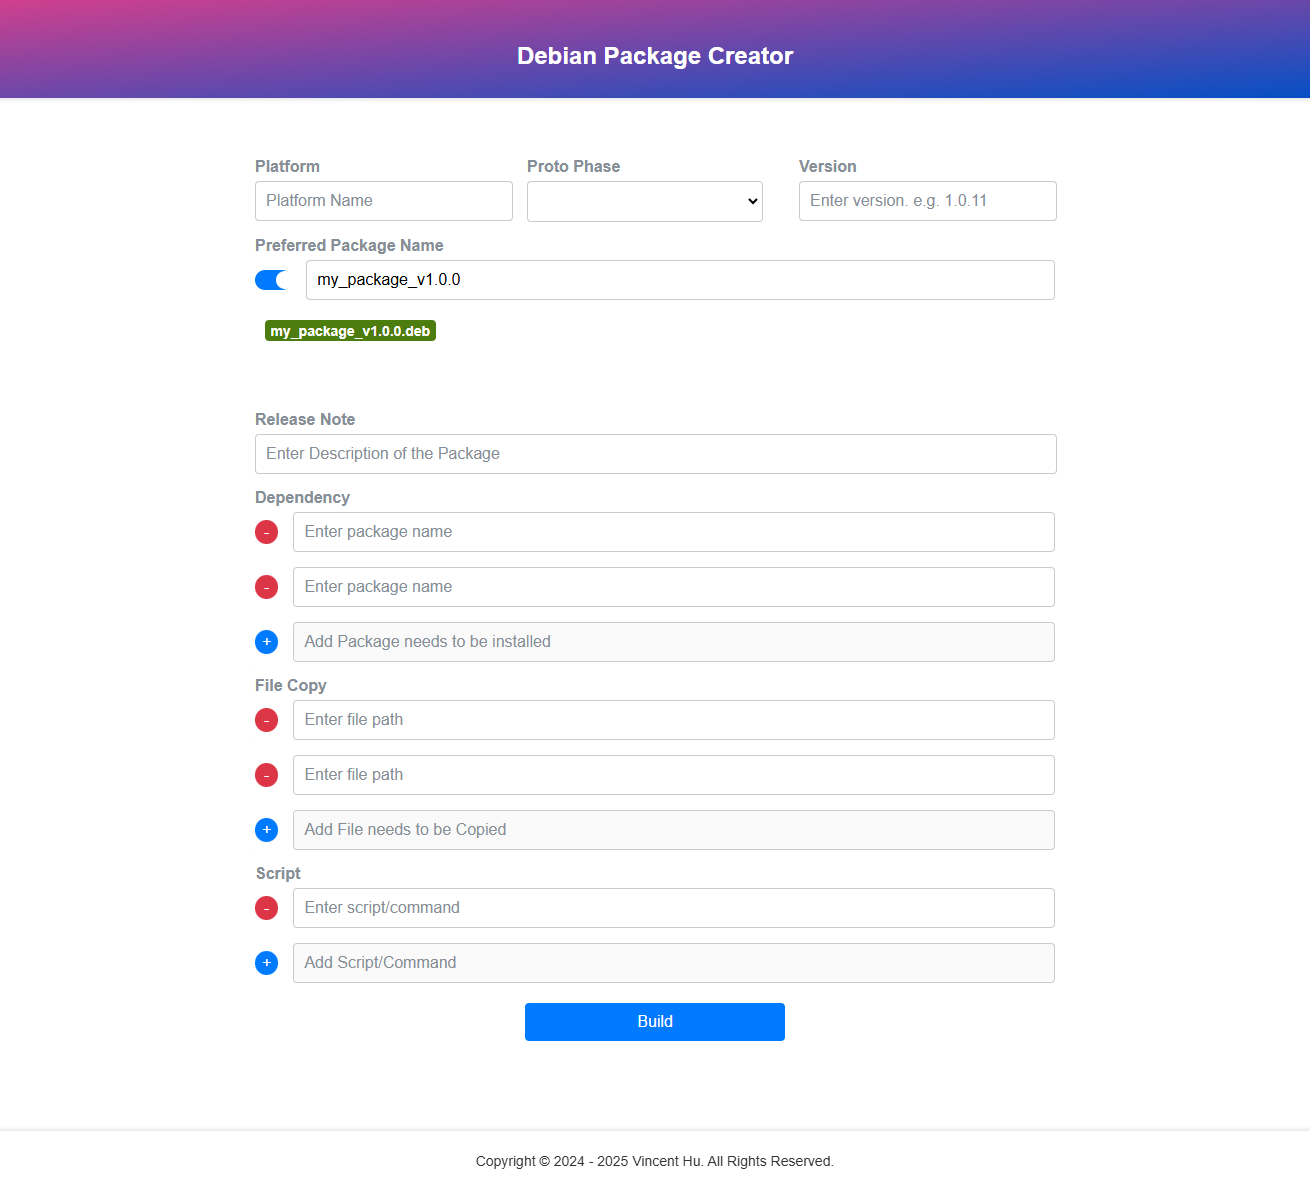 Debian Package Creator
Platform
Proto Phase
Version
Platform Name
Enter version. e.g. 1.0.11
Preferred Package Name
my_package_v1.0.0
my_package_v1.0.0.deb
Release Note
Enter Description of the Package
Dependency
- Enter package name
- Enter package name
+ Add Package needs to be installed
File Copy
- Enter file path
- Enter file path
+ Add File needs to be Copied
Script
- Enter script/command
+ Add Script/Command
Build
Copyright © 2024 - 2025 Vincent Hu. All Rights Reserved.